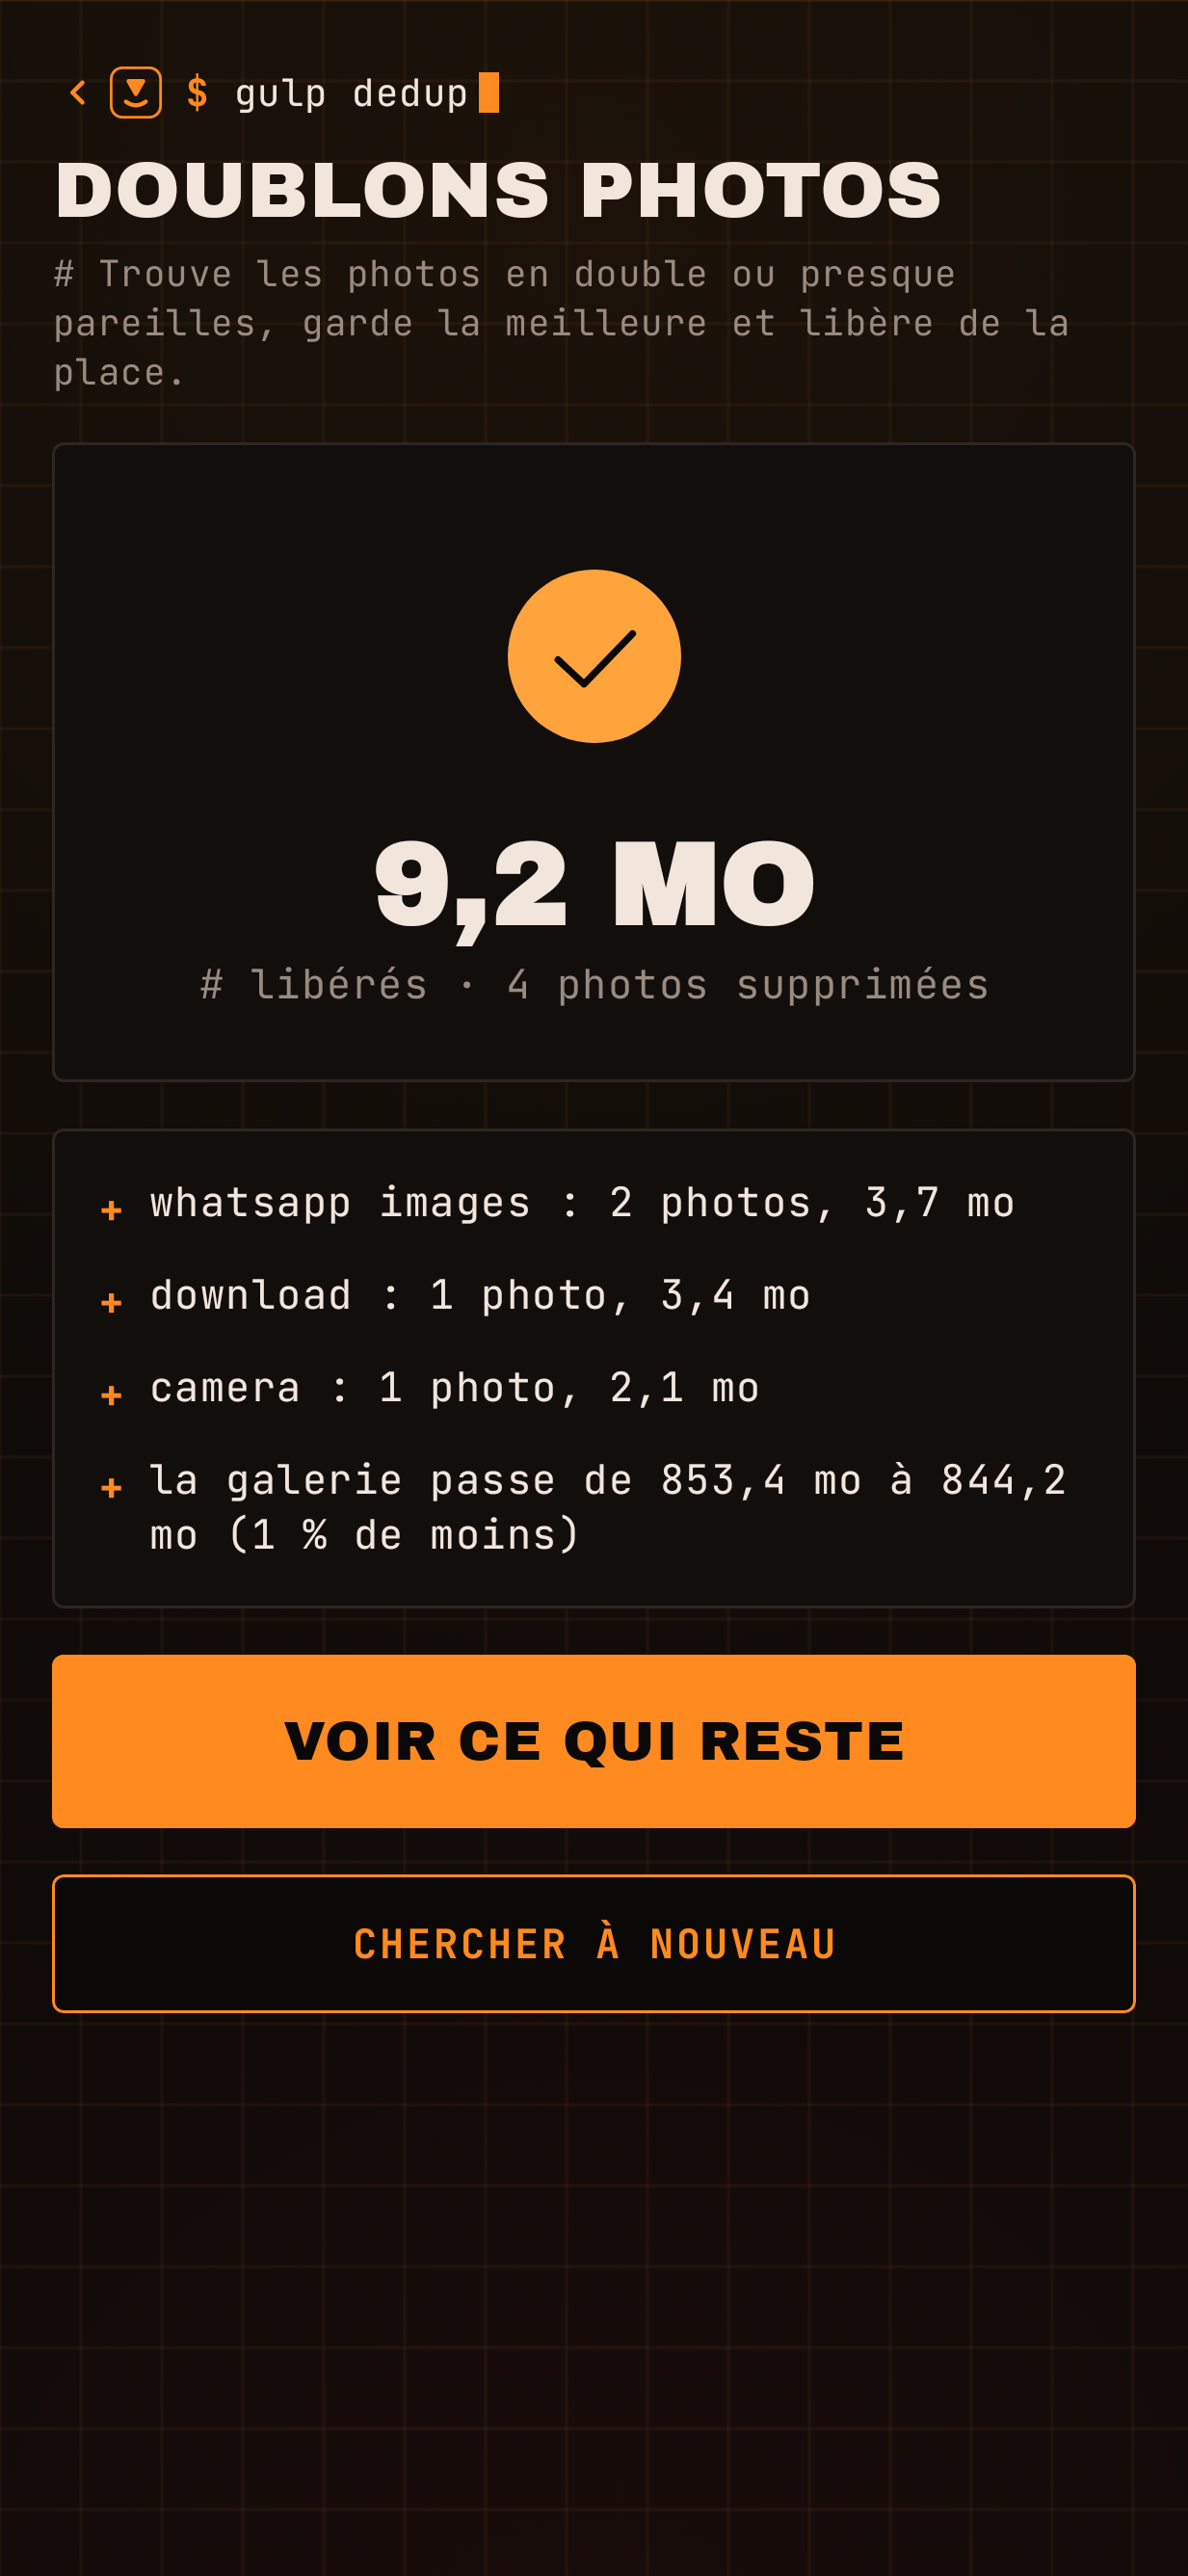 $ gulp dedup
DOUBLONS PHOTOS
# Trouve les photos en double ou presque
pareilles, garde la meilleure et libère de la
place.
9,2 MO
# libérés · 4 photos supprimées
+ whatsapp images : 2 photos, 3,7 mo
+ download : 1 photo, 3,4 mo
+ camera : 1 photo, 2,1 mo
+ la galerie passe de 853,4 mo à 844,2
mo (1 % de moins)
VOIR CE QUI RESTE
CHERCHER À NOUVEAU